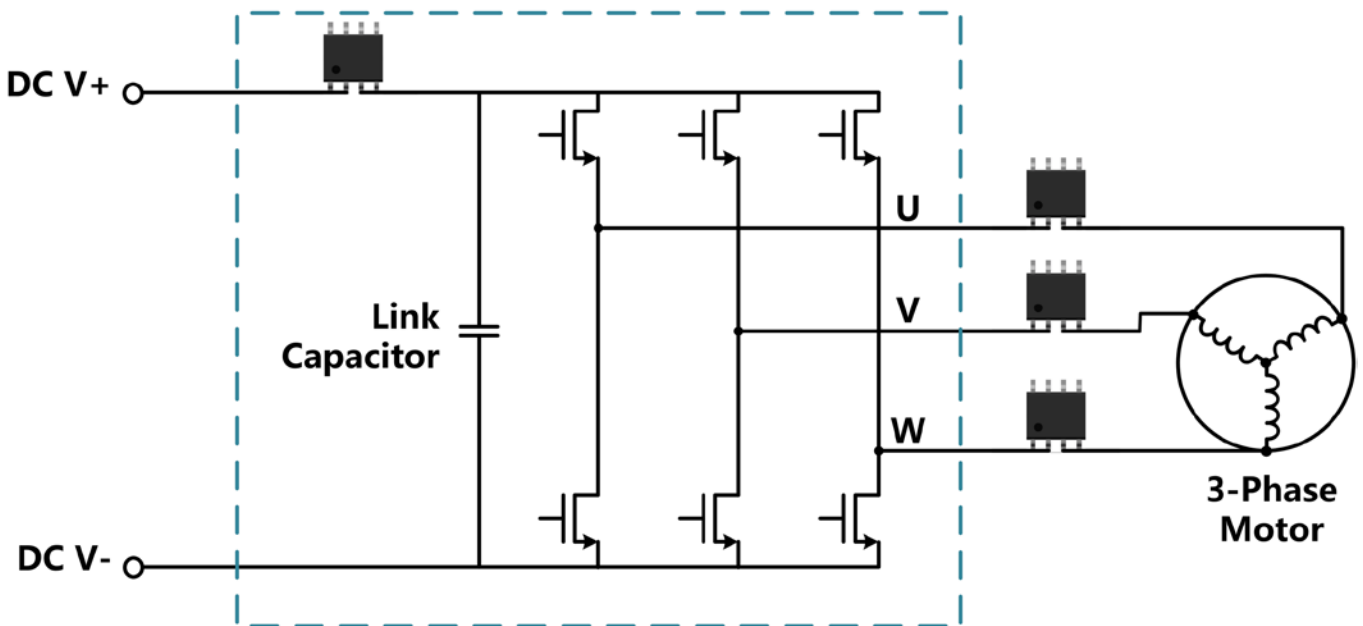 DC V+
U
V
Link
Capacitor
W
3-Phase
Motor
DC V-